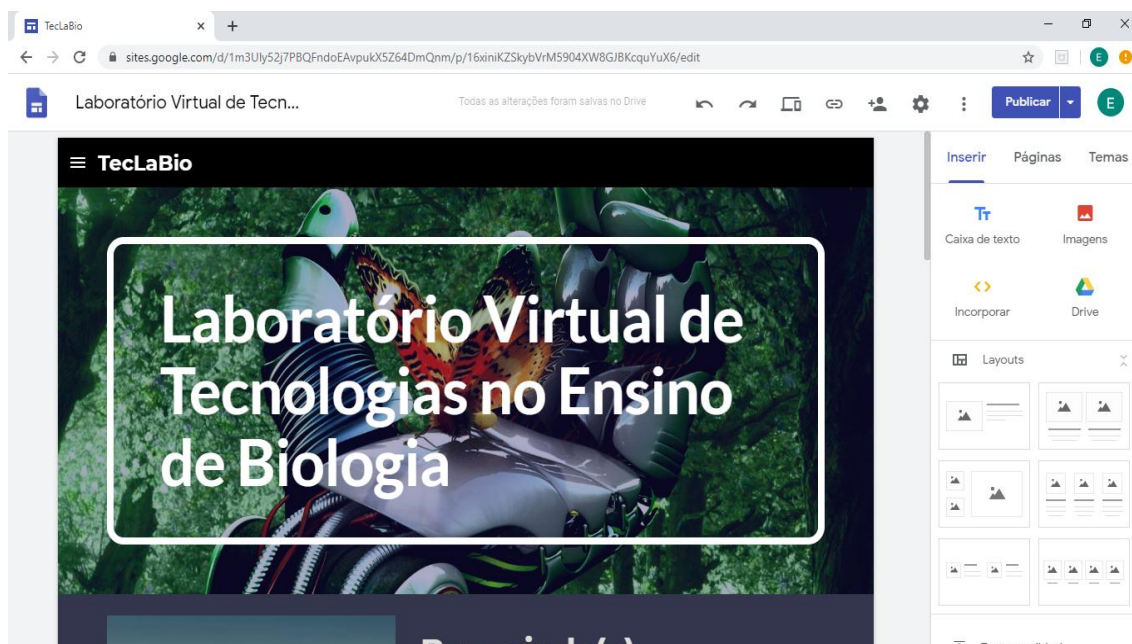 TecLaBio
sites.google.com/d/1m3Uly52j7PBQFndoEAvpukX5Z64DmQnm/p/16xiniKZSkybVrM5904XW8GJBKcquYuX6/edit
E
Laboratório Virtual de Tecn...
Todas as alterações foram salvas no Drive
Publicar
E
TecLaBio
Inserir Páginas Temas
Caixa de texto Imagens
Incorporar Drive
Layouts
Laboratório Virtual de
Tecnologias no Ensino
de Biologia